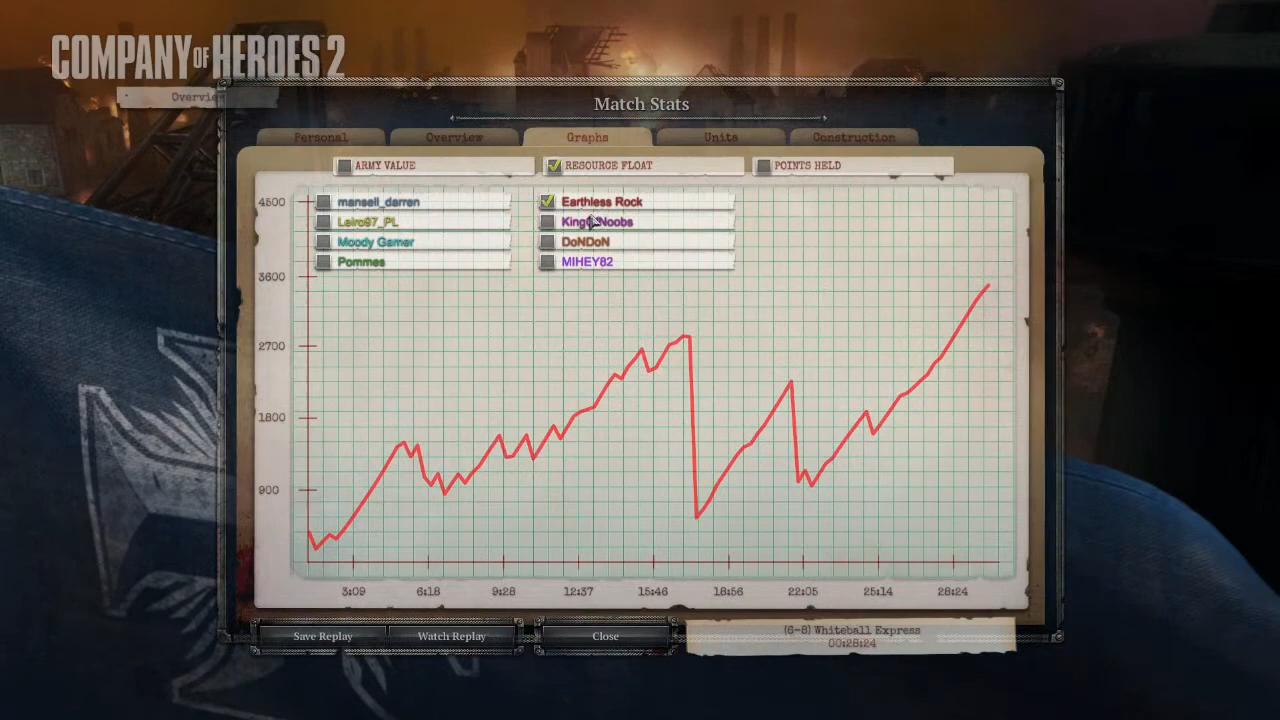 COMPANY OF HEROES 2
Overvie
Match Stats
Personal
Overview
Graphs
Units
Construction
ARMY VALUE
RESOURCE FLOAT
POINTS HELD
mansell_darren
Leiro97_PL
Moody Gamer
Pommes
Earthless Rock
DoNDoN
MIHEY82
4500
3600
2700
1800
900
3:09 6:18 9:28 12:37 15:46 18:56 22:05 25:14 28:24
Save Replay
Watch Replay
Close
(6-8) Whiteball Express
00:28:24